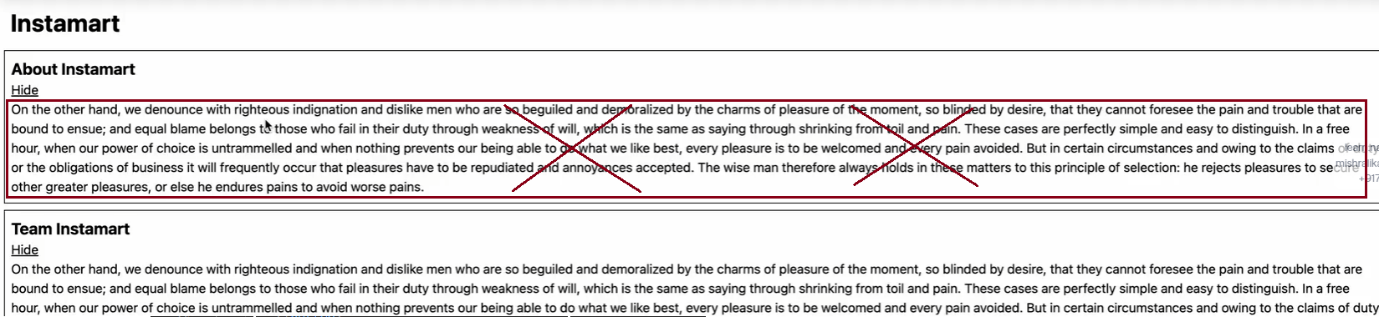 Instamart
About Instamart
Hide
On the other hand, we denounce with righteous indignation and dislike men who are so beguiled and demoralized by the charms of pleasure of the moment, so blinded by desire, that they cannot foresee the pain and trouble that are
bound to ensue; and equal blame belongs to those who fail in their duty through weakness of will, which is the same as saying through shrinking from toil and pain. These cases are perfectly simple and easy to distinguish. In a free
hour, when our power of choice is untrammelled and when nothing prevents our being able to do what we like best, every pleasure is to be welcomed and every pain avoided. But in certain circumstances and owing to the claims of
or the obligations of business it will frequently occur that pleasures have to be repudiated and annoyances accepted. The wise man therefore always holds in these matters to this principle of selection: he rejects pleasures to secure
other greater pleasures, or else he endures pains to avoid worse pains.
Team Instamart
Hide
On the other hand, we denounce with righteous indignation and dislike men who are so beguiled and demoralized by the charms of pleasure of the moment, so blinded by desire, that they cannot foresee the pain and trouble that are
bound to ensue; and equal blame belongs to those who fail in their duty through weakness of will, which is the same as saying through shrinking from toil and pain. These cases are perfectly simple and easy to distinguish. In a free
hour, when our power of choice is untrammelled and when nothing prevents our being able to do what we like best, every pleasure is to be welcomed and every pain avoided. But in certain circumstances and owing to the claims of duty